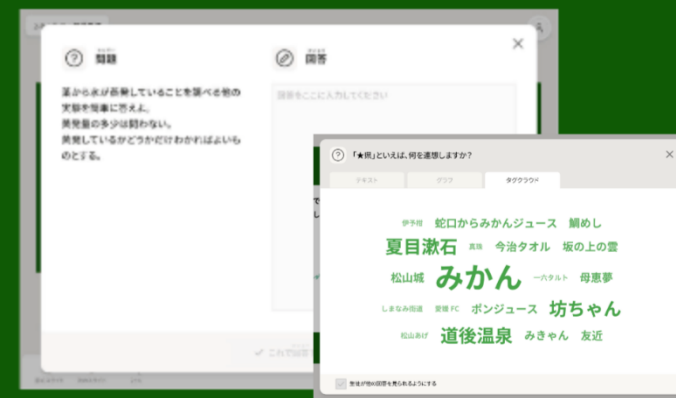 問題
葉から水が蒸発していることを調べる他の
実験を簡単に答えよ。
蒸発量の多少は問わない。
蒸発しているかどうかだけわかればよいも
のとする。
回答
回答をここに入力してください
「★県」といえば、何を連想しますか?
テキスト
グラフ
タグクラウド
伊予柑 蛇口からみかんジュース 鯛めし
夏目漱石 真珠 今治タオル 坂の上の雲
松山城 みかん 一六タルト 母恵夢
しまなみ街道 愛媛 FC ポンジュース 坊ちゃん
松山あげ 道後温泉 みきゃん 友近
生徒が他の回答を見られるようにする